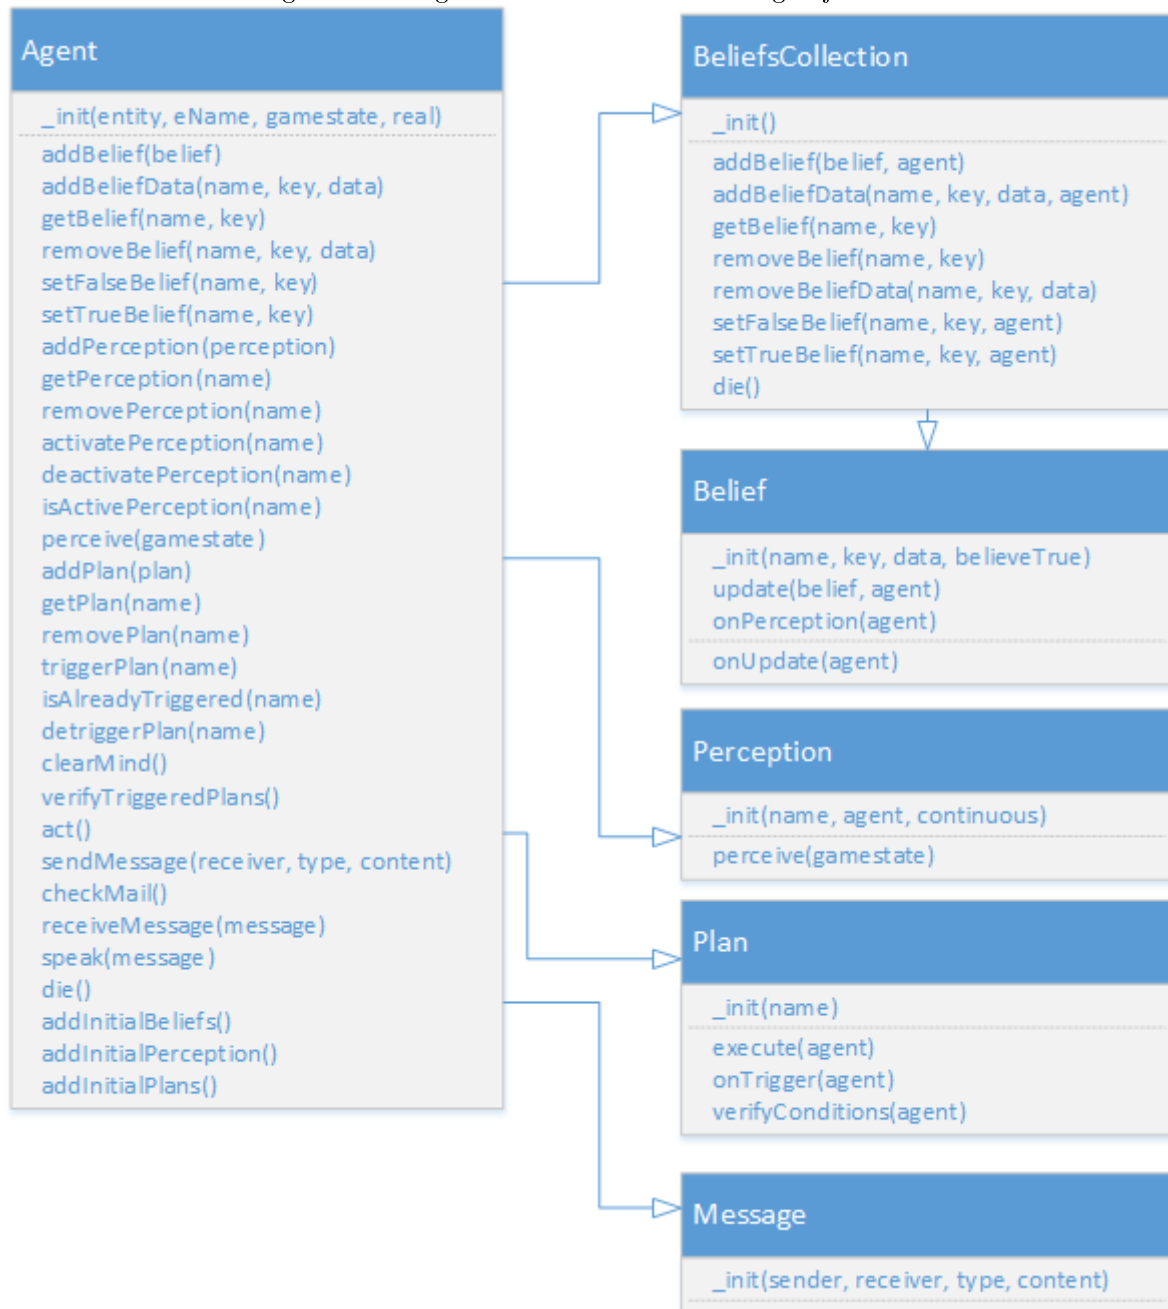 Agent
_init(entity, eName, gamestate, real)
addBelief(belief)
addBeliefData(name, key, data)
getBelief(name, key)
removeBelief(name, key, data)
setFalseBelief(name, key)
setTrueBelief(name, key)
addPerception(perception)
getPerception(name)
removePerception(name)
activatePerception(name)
deactivatePerception(name)
isActivePerception(name)
perceive(gamestate)
addPlan(plan)
getPlan(name)
removePlan(name)
triggerPlan(name)
isAlreadyTriggered(name)
detriggerPlan(name)
clearMind()
verifyTriggeredPlans()
act()
sendMessage(receiver, type, content)
checkMail()
receiveMessage(message)
speak(message)
die()
addInitialBeliefs()
addInitialPerception()
addInitialPlans()
BeliefsCollection
_init()
addBelief(belief, agent)
addBeliefData(name, key, data, agent)
getBelief(name, key)
removeBelief(name, key)
removeBeliefData(name, key, data)
setFalseBelief(name, key, agent)
setTrueBelief(name, key, agent)
die()
Belief
_init(name, key, data, believeTrue)
update(belief, agent)
onPerception(agent)
onUpdate(agent)
Perception
_init(name, agent, continuous)
perceive(gamestate)
Plan
_init(name)
execute(agent)
onTrigger(agent)
verifyConditions(agent)
Message
_init(sender, receiver, type, content)